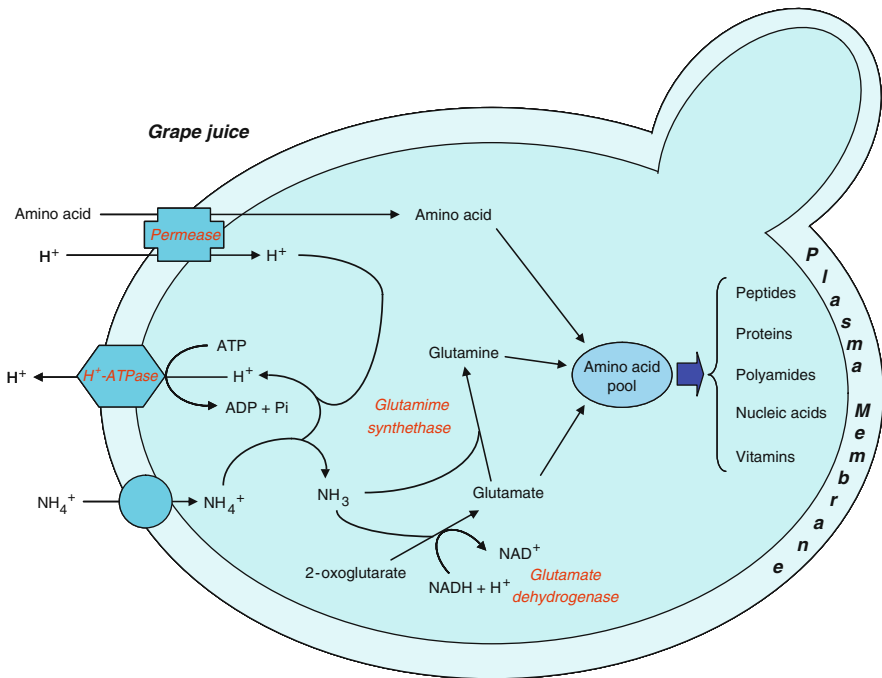 Grape juice
Amino acid
Permease
Amino acid
H⁺
H⁺
H⁺
H⁺-ATPase
ATP
H⁺
ADP + Pi
NH₄⁺
NH₄⁺
NH₃
Glutamine
Glutamime
synthethase
Glutamate
2-oxoglutarate
NAD⁺
NADH + H⁺
Glutamate
dehydrogenase
Amino acid
pool
Peptides
Proteins
Polyamides
Nucleic acids
Vitamins
Plasma Membrane